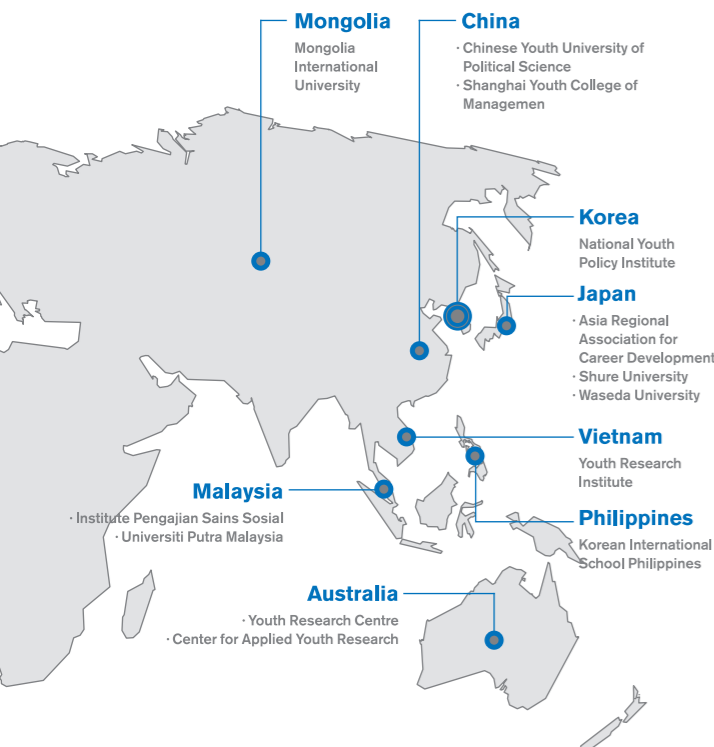 Mongolia
Mongolia
International
University
China
· Chinese Youth University of
Political Science
· Shanghai Youth College of
Managemen
Korea
National Youth
Policy Institute
Japan
· Asia Regional
Association for
Career Development
· Shure University
· Waseda University
Vietnam
Youth Research
Institute
Malaysia
· Institute Pengajian Sains Sosial
· Universiti Putra Malaysia
Philippines
Korean International
School Philippines
Australia
· Youth Research Centre
· Center for Applied Youth Research